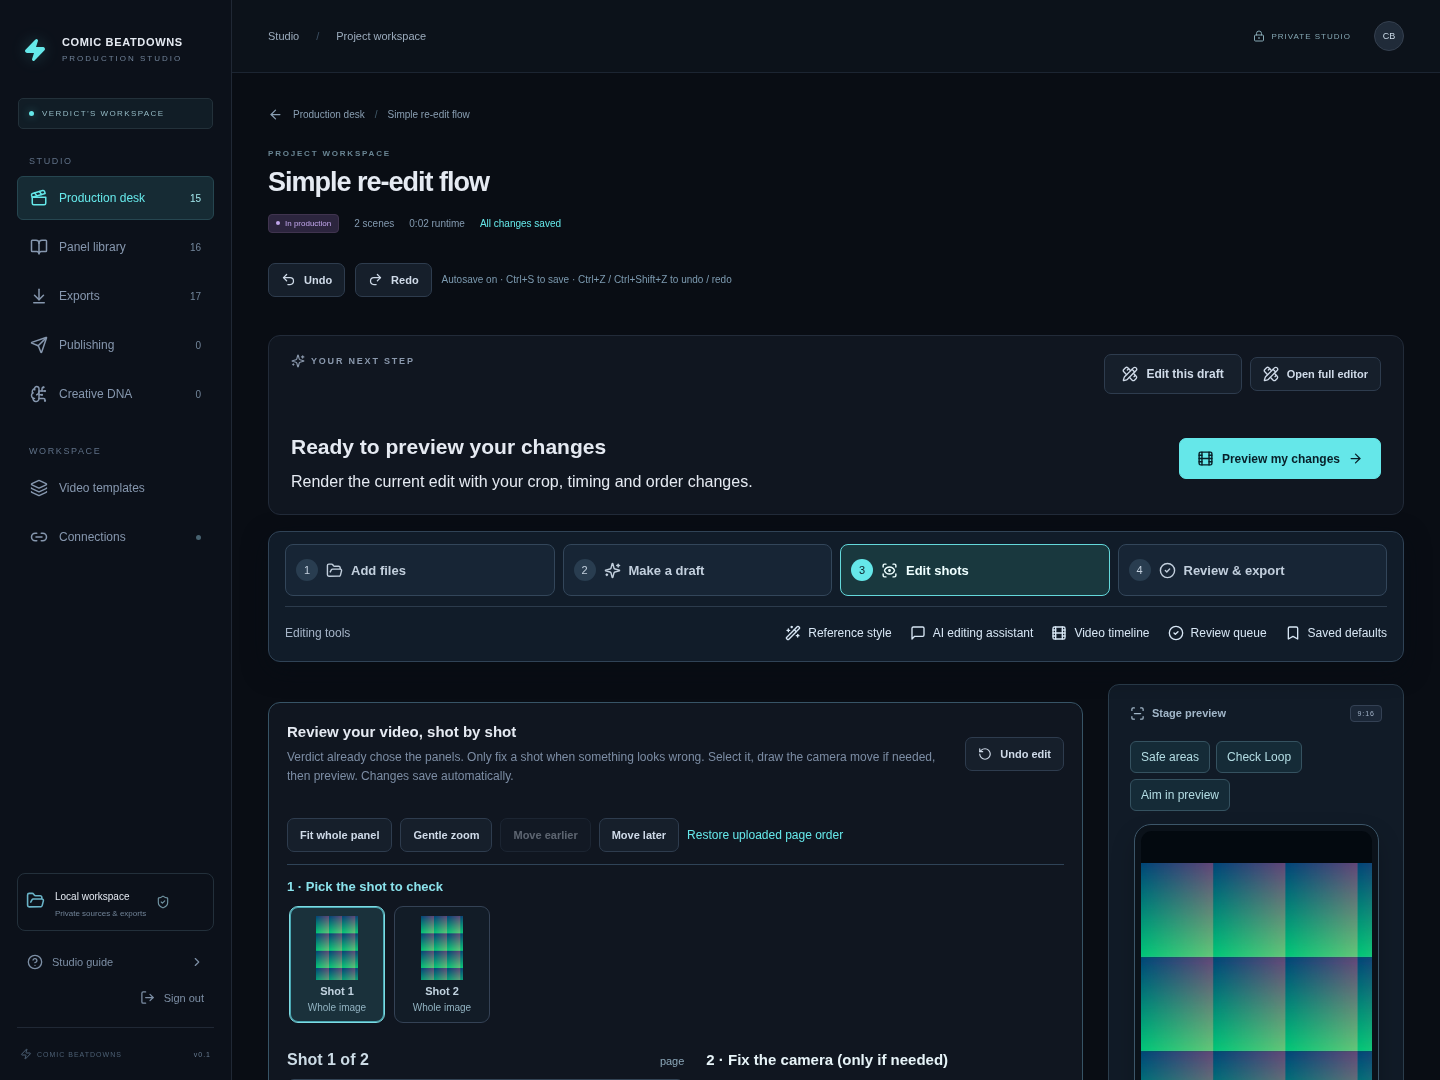 COMIC BEATDOWNS
PRODUCTION STUDIO
VERDICT'S WORKSPACE
STUDIO
Production desk 15
Panel library 16
Exports 17
Publishing 0
Creative DNA 0
WORKSPACE
Video templates
Connections
Local workspace
Private sources & exports
Studio guide
Sign out
COMIC BEATDOWNS v0.1
Studio / Project workspace
PRIVATE STUDIO CB
Production desk / Simple re-edit flow
PROJECT WORKSPACE
Simple re-edit flow
In production 2 scenes 0:02 runtime All changes saved
Undo Redo Autosave on · Ctrl+S to save · Ctrl+Z / Ctrl+Shift+Z to undo / redo
YOUR NEXT STEP
Edit this draft Open full editor
Ready to preview your changes
Render the current edit with your crop, timing and order changes.
Preview my changes
1 Add files 2 Make a draft 3 Edit shots 4 Review & export
Editing tools Reference style AI editing assistant Video timeline Review queue Saved defaults
Review your video, shot by shot
Verdict already chose the panels. Only fix a shot when something looks wrong. Select it, draw the camera move if needed,
then preview. Changes save automatically.
Undo edit
Fit whole panel Gentle zoom Move earlier Move later Restore uploaded page order
1 · Pick the shot to check
Shot 1 Shot 2
Whole image Whole image
Shot 1 of 2 page 2 · Fix the camera (only if needed)
Stage preview 9:16
Safe areas Check Loop
Aim in preview